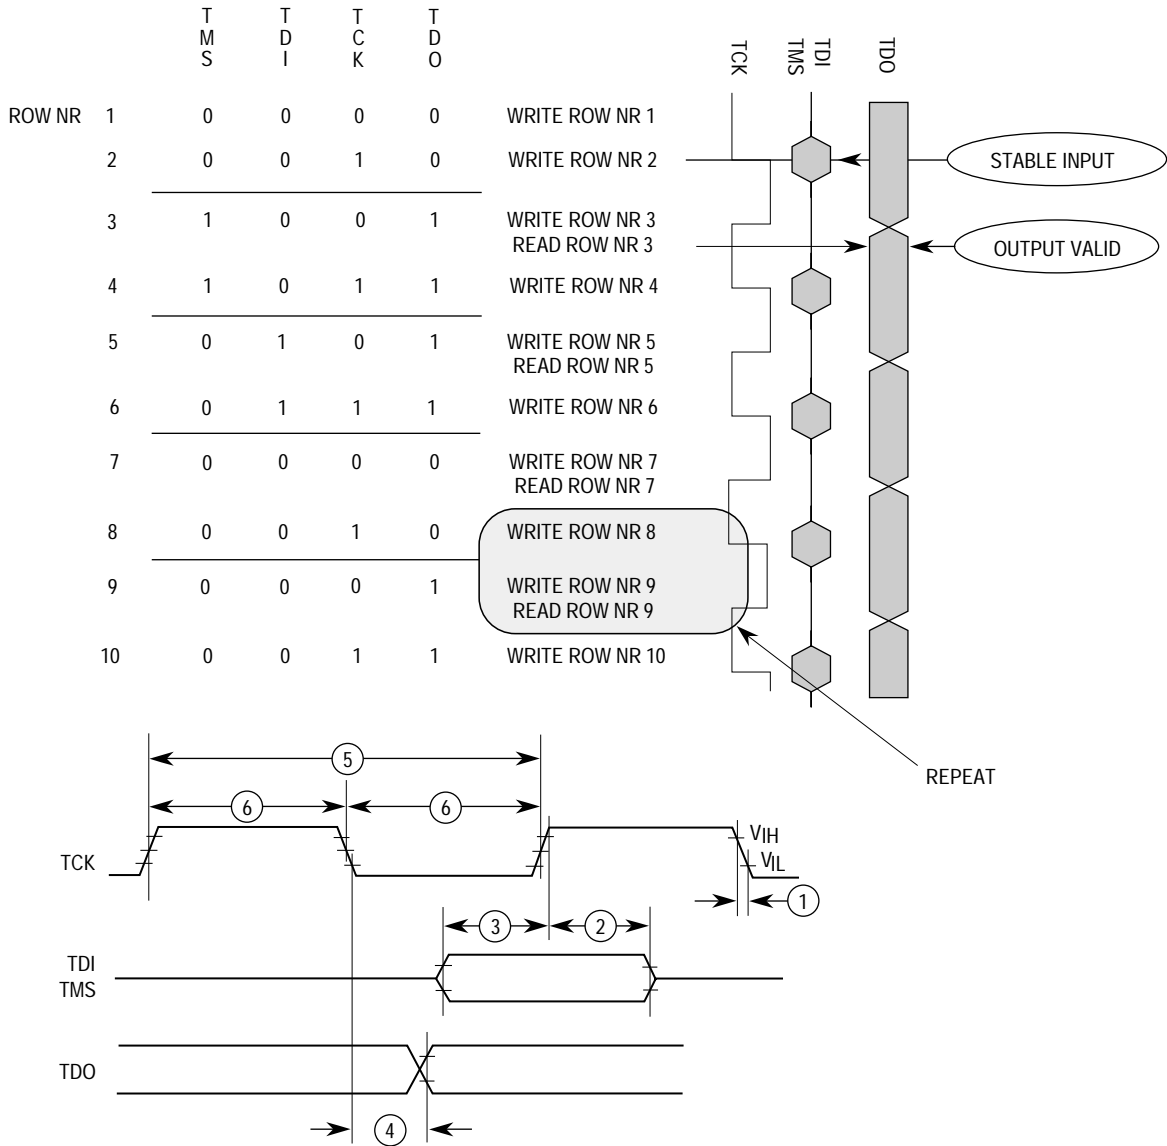 TMS TDI TCK TDO
TCK TMS TDI TDO
ROW NR 1 0 0 0 0 WRITE ROW NR 1
2 0 0 1 0 WRITE ROW NR 2
STABLE INPUT
3 1 0 0 1 WRITE ROW NR 3
READ ROW NR 3
OUTPUT VALID
4 1 0 1 1 WRITE ROW NR 4
5 0 1 0 1 WRITE ROW NR 5
READ ROW NR 5
6 0 1 1 1 WRITE ROW NR 6
7 0 0 0 0 WRITE ROW NR 7
READ ROW NR 7
8 0 0 1 0 WRITE ROW NR 8
9 0 0 0 1 WRITE ROW NR 9
READ ROW NR 9
10 0 0 1 1 WRITE ROW NR 10
REPEAT
5
6 6
TCK
VIH
VIL
1
3 2
TDI
TMS
TDO
4